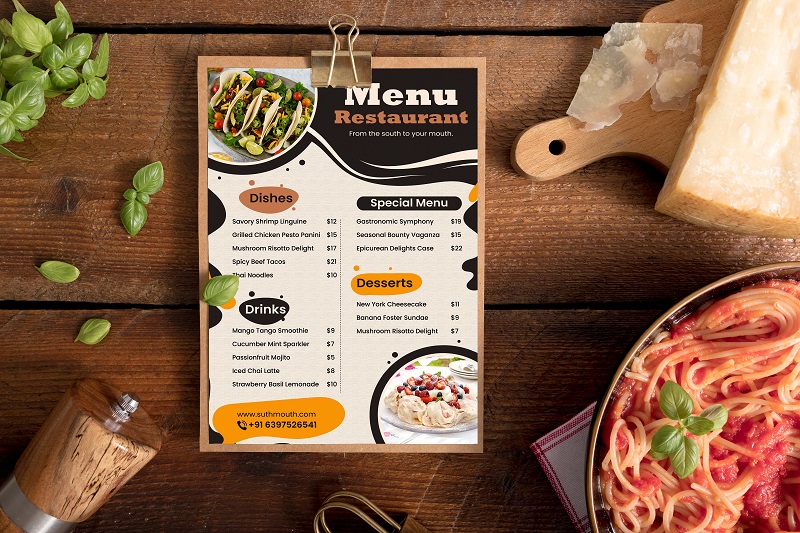 Menu
Restaurant
From the south to your mouth.
Dishes
Savory Shrimp Linguine $12
Grilled Chicken Pesto Panini $15
Mushroom Risotto Delight $17
Spicy Beef Tacos $21
Thai Noodles $10
Drinks
Mango Tango Smoothie $9
Cucumber Mint Sparkler $7
Passionfruit Mojito $5
Iced Chai Latte $8
Strawberry Basil Lemonade $10
www.suthmouth.com
+91 6397526541
Special Menu
Gastronomic Symphony $19
Seasonal Bounty Vaganza $15
Epicurean Delights Case $22
Desserts
New York Cheesecake $11
Banana Foster Sundae $9
Mushroom Risotto Delight $7